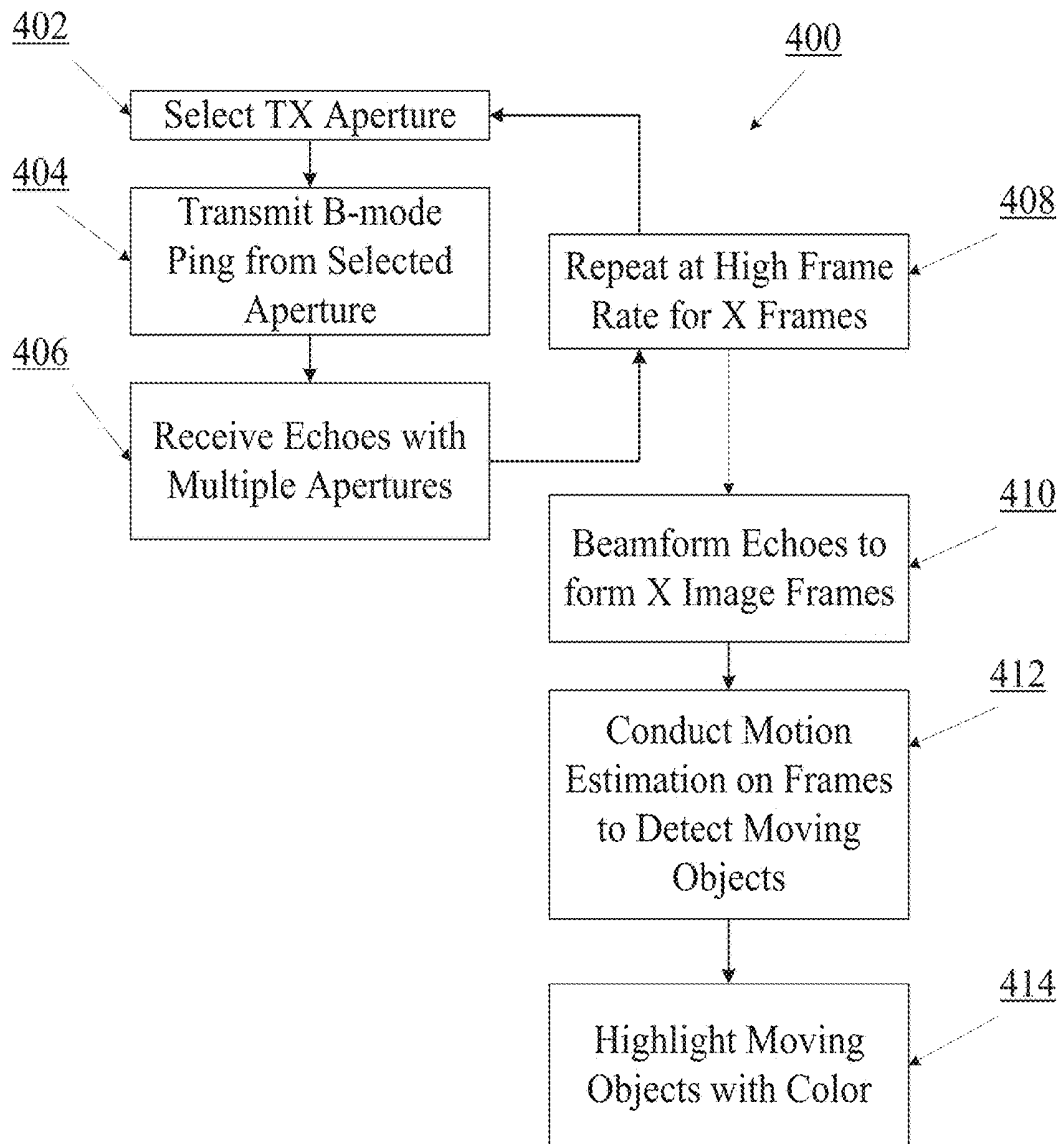 402
400
Select TX Aperture
404
Transmit B-mode
Ping from Selected
Aperture
408
Repeat at High Frame
Rate for X Frames
406
Receive Echoes with
Multiple Apertures
410
Beamform Echoes to
form X Image Frames
412
Conduct Motion
Estimation on Frames
to Detect Moving
Objects
414
Highlight Moving
Objects with Color